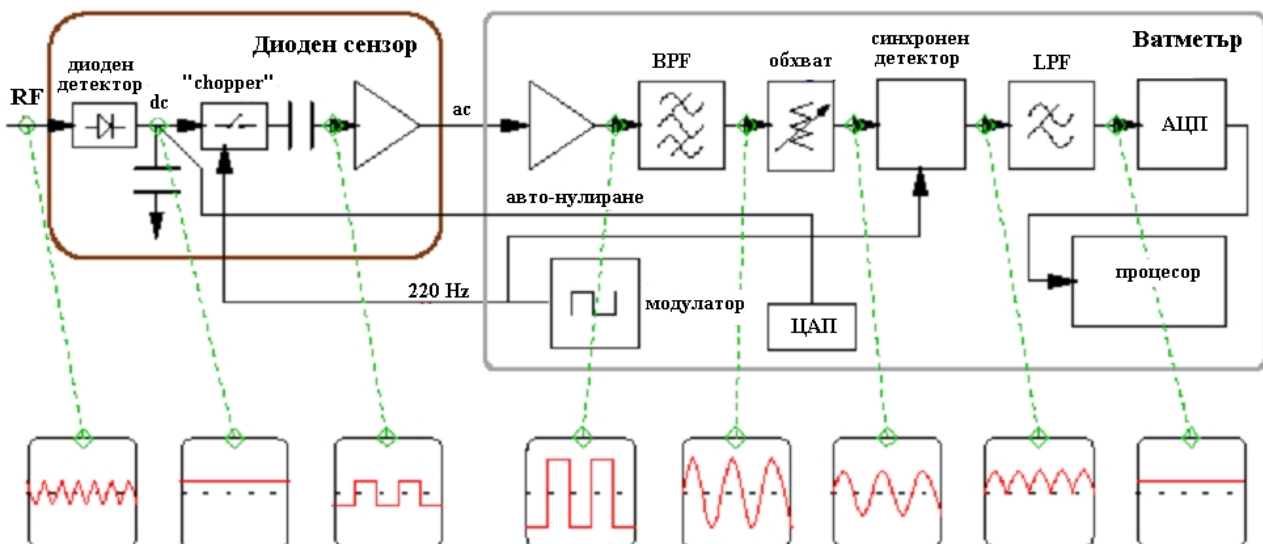 Диоден сензор
диоден
детектор
"chopper"
RF
dc
ac
Ватметър
BPF
обхват
синхронен
детектор
LPF
АЦП
авто-нулиране
220 Hz
модулатор
ЦАП
процесор